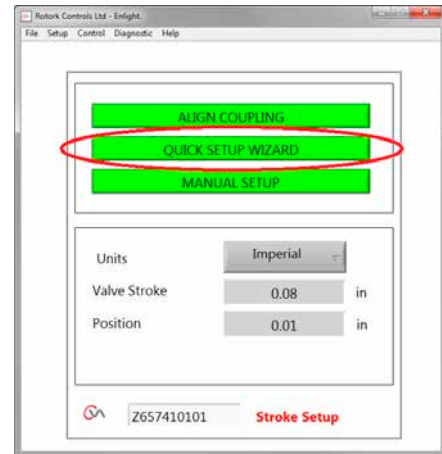 Rotork Controls Ltd - Enlight.
File Setup Control Diagnostic Help
ALIGN COUPLING
QUICK SETUP WIZARD
MANUAL SETUP
Units Imperial
Valve Stroke 0.08 in
Position 0.01 in
Z657410101 Stroke Setup